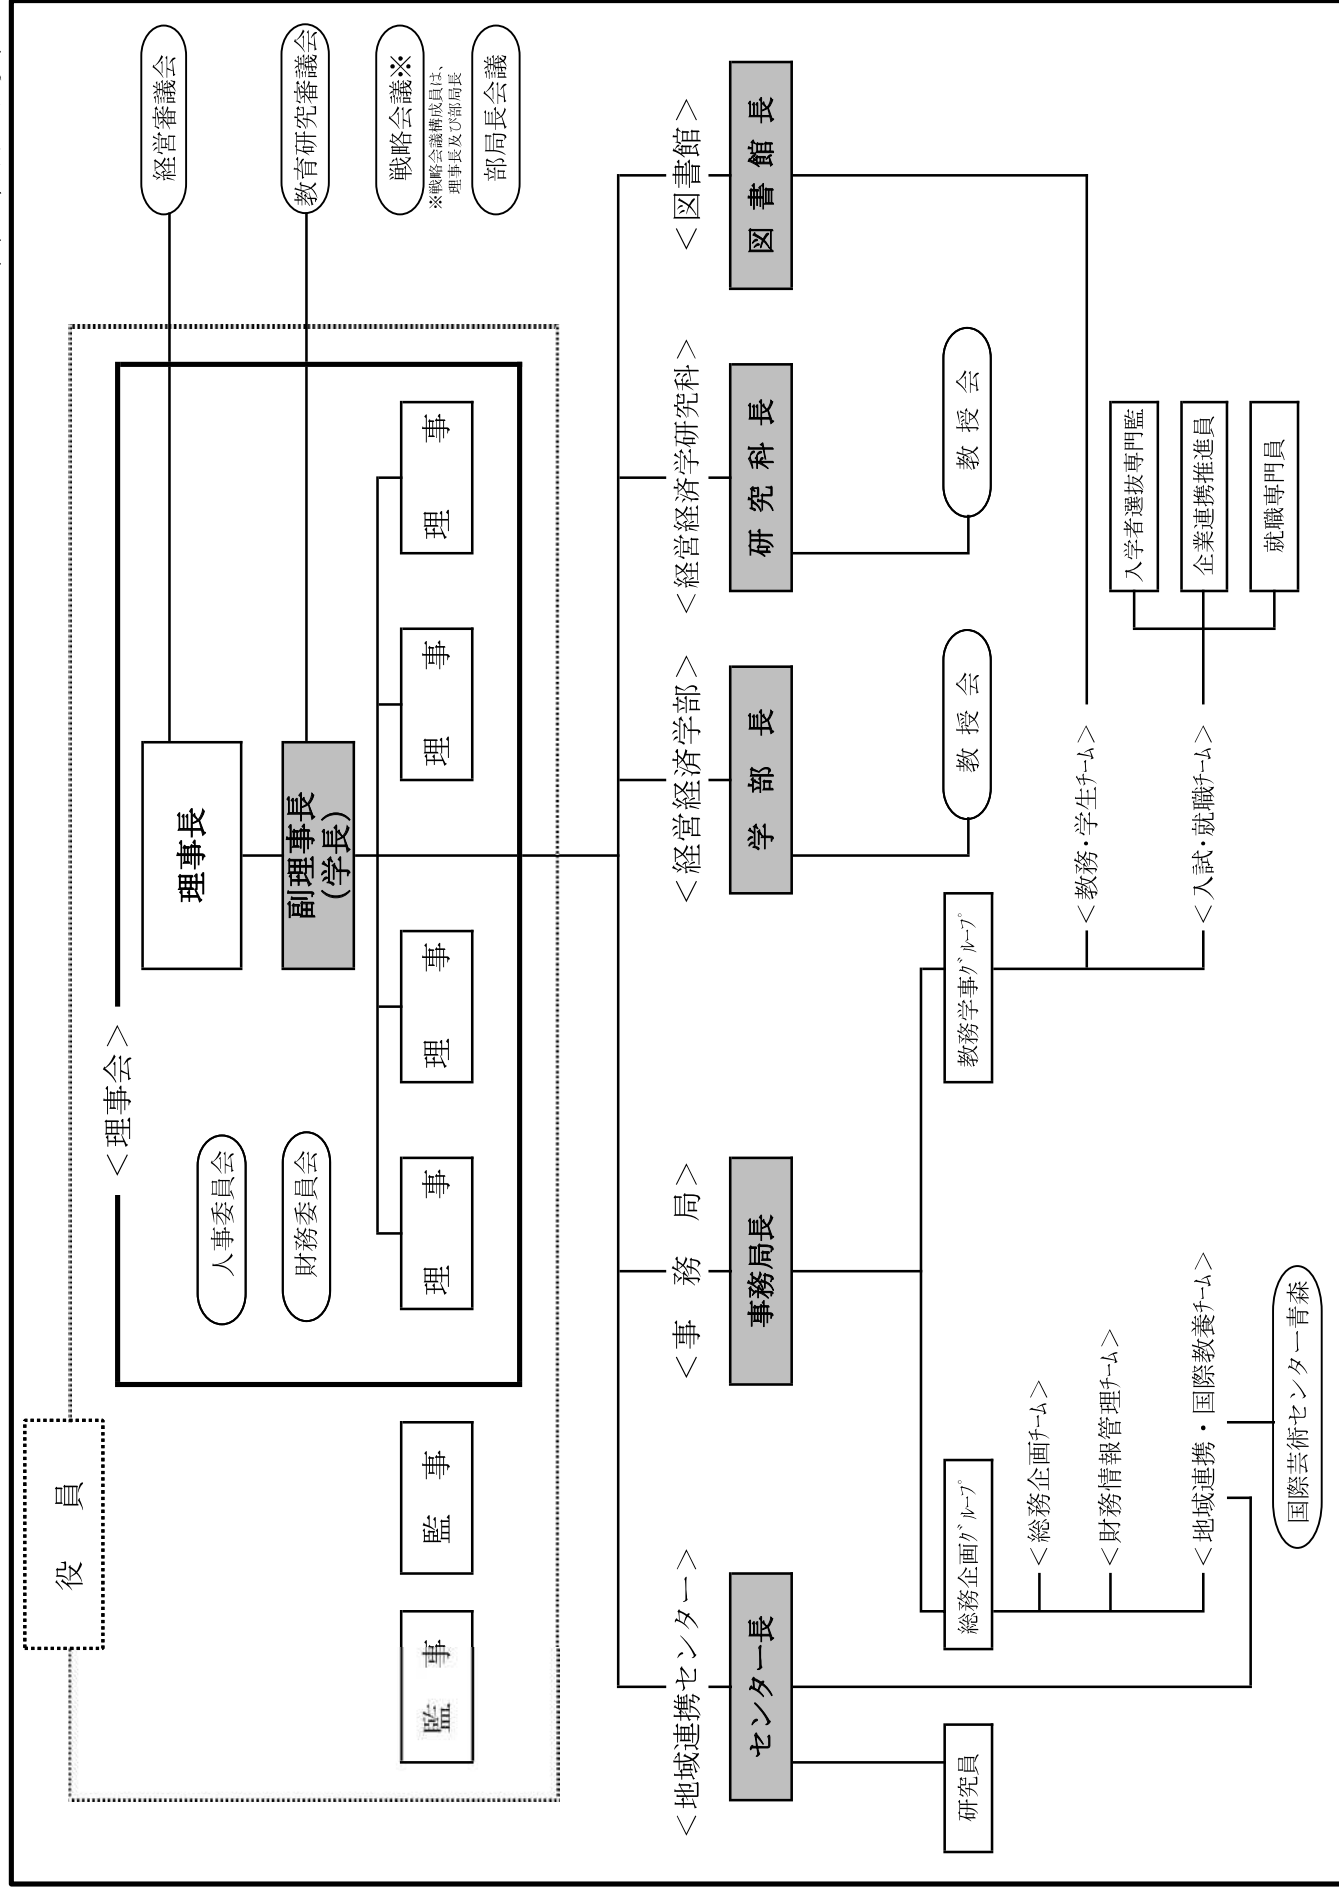 役　員
＜理事会＞
理事長
副理事長
(学長)
人事委員会
財務委員会
監　事
監　事
理　事
理　事
理　事
理　事
経営審議会
教育研究審議会
戦略会議※
※戦略会議構成員は、
理事長及び部局長
部局長会議
＜地域連携センター＞
センター長
＜事　務　局＞
事務局長
＜経営経済学部＞
学　部　長
＜経営経済学研究科＞
研 究 科 長
＜図書館＞
図 書 館 長
研究員
総務企画ｸﾞﾙｰﾌﾟ
教務学事ｸﾞﾙｰﾌﾟ
教 授 会
教 授 会
＜総務企画ﾁｰﾑ＞
＜財務情報管理ﾁｰﾑ＞
＜地域連携・国際教養ﾁｰﾑ＞
国際芸術センター青森
＜教務・学生ﾁｰﾑ＞
＜入試・就職ﾁｰﾑ＞
入学者選抜専門監
企業連携推進員
就職専門員